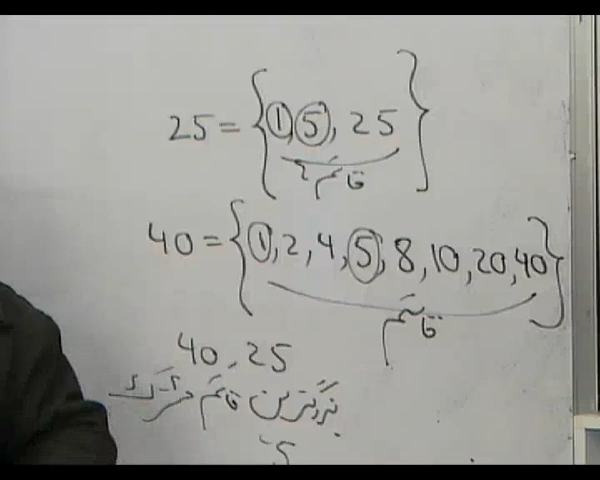 25 = {1, 5, 25}
قاسم
40 = {1, 2, 4, 5, 8, 10, 20, 40}
قاسم
40 , 25
بزرگترین قاسم مشترک
5